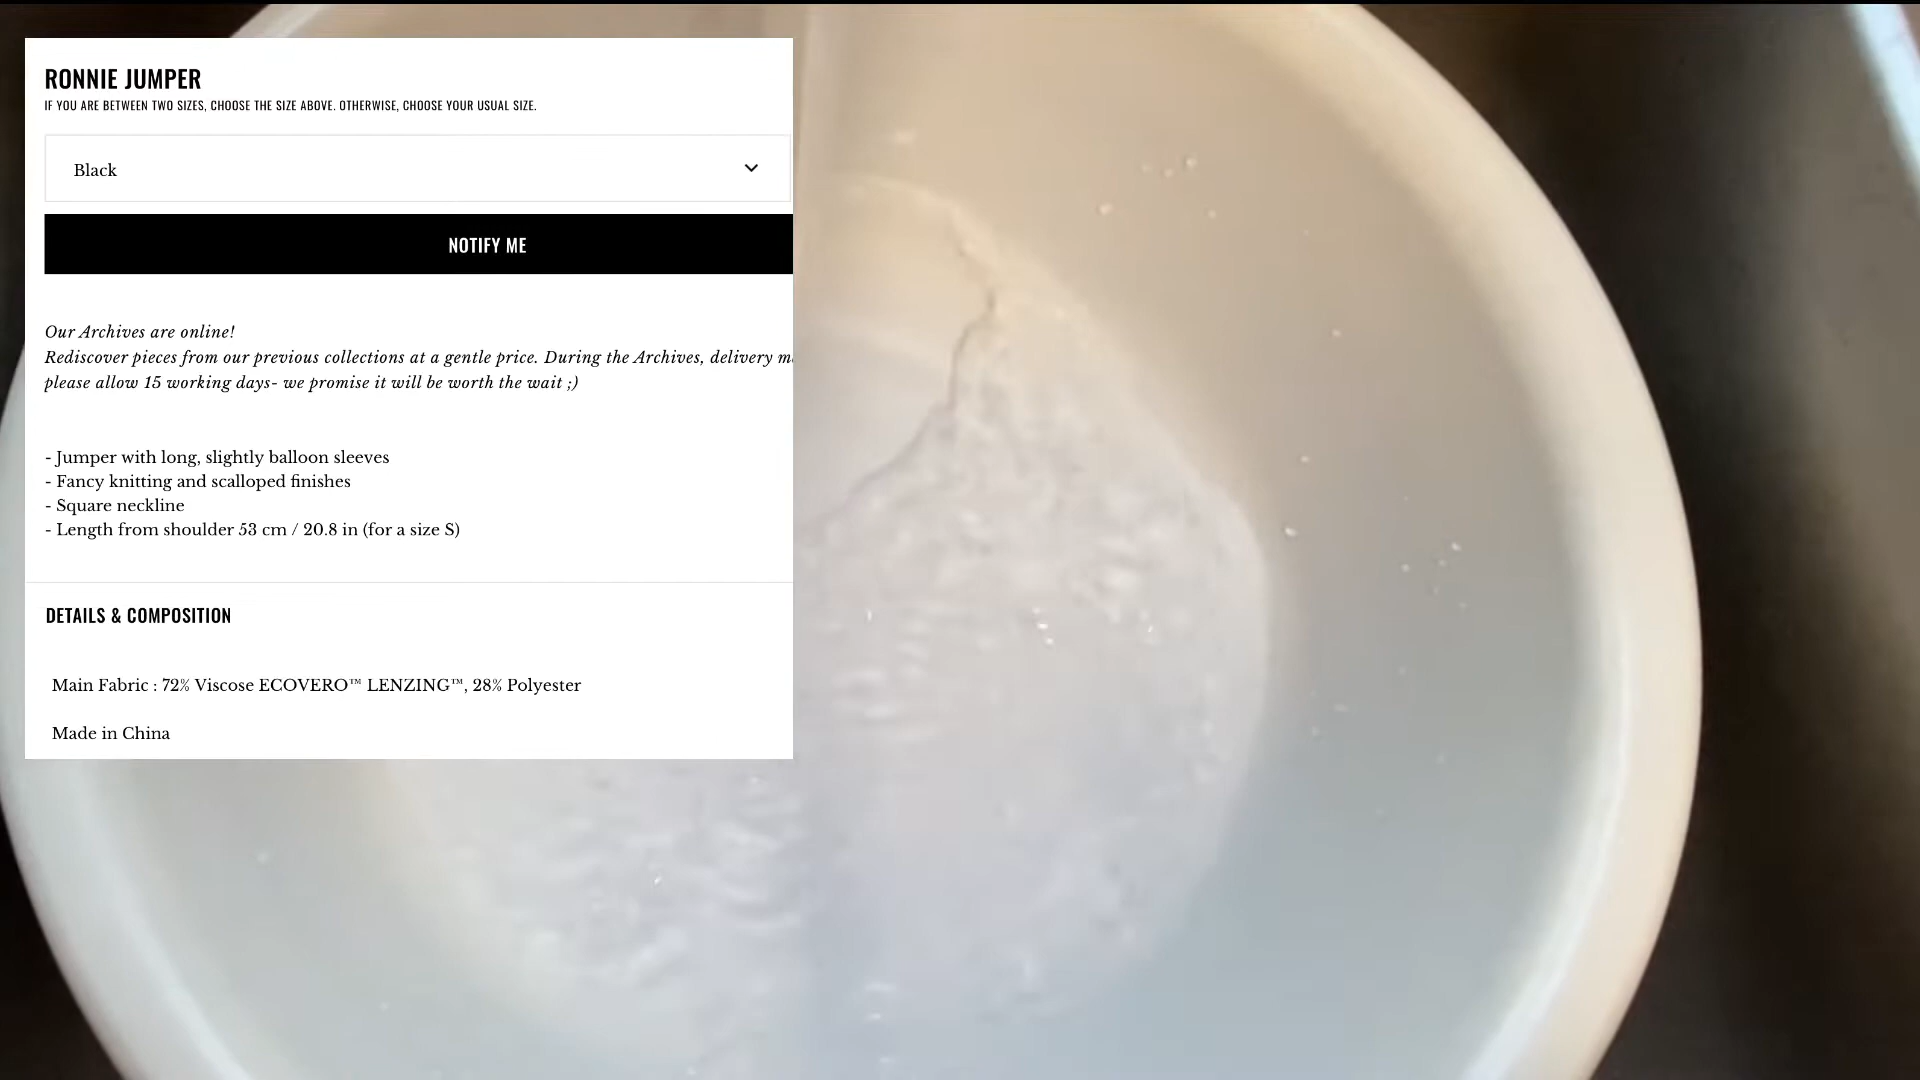 RONNIE JUMPER
IF YOU ARE BETWEEN TWO SIZES, CHOOSE THE SIZE ABOVE. OTHERWISE, CHOOSE YOUR USUAL SIZE.
Black
NOTIFY ME
Our Archives are online!
Rediscover pieces from our previous collections at a gentle price. During the Archives, delivery
please allow 15 working days- we promise it will be worth the wait ;)
- Jumper with long, slightly balloon sleeves
- Fancy knitting and scalloped finishes
- Square neckline
- Length from shoulder 53 cm / 20.8 in (for a size S)
DETAILS & COMPOSITION
Main Fabric : 72% Viscose ECOVERO™ LENZING™, 28% Polyester
Made in China